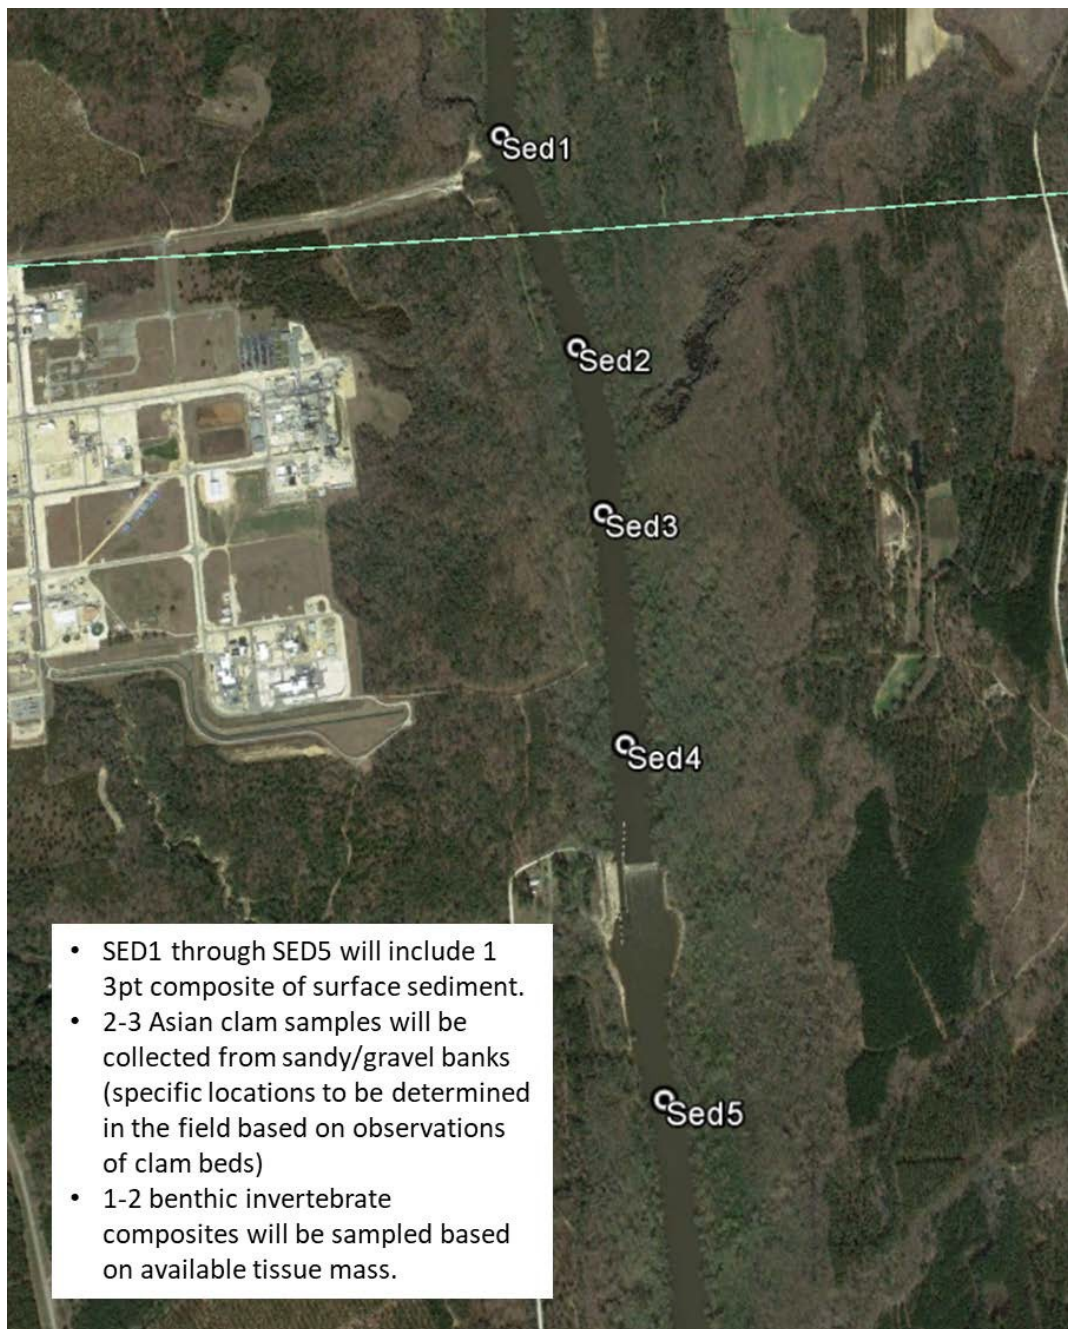 Sed1
Sed2
Sed3
Sed4
Sed5
• SED1 through SED5 will include 1
3pt composite of surface sediment.
• 2-3 Asian clam samples will be
collected from sandy/gravel banks
(specific locations to be determined
in the field based on observations
of clam beds)
• 1-2 benthic invertebrate
composites will be sampled based
on available tissue mass.